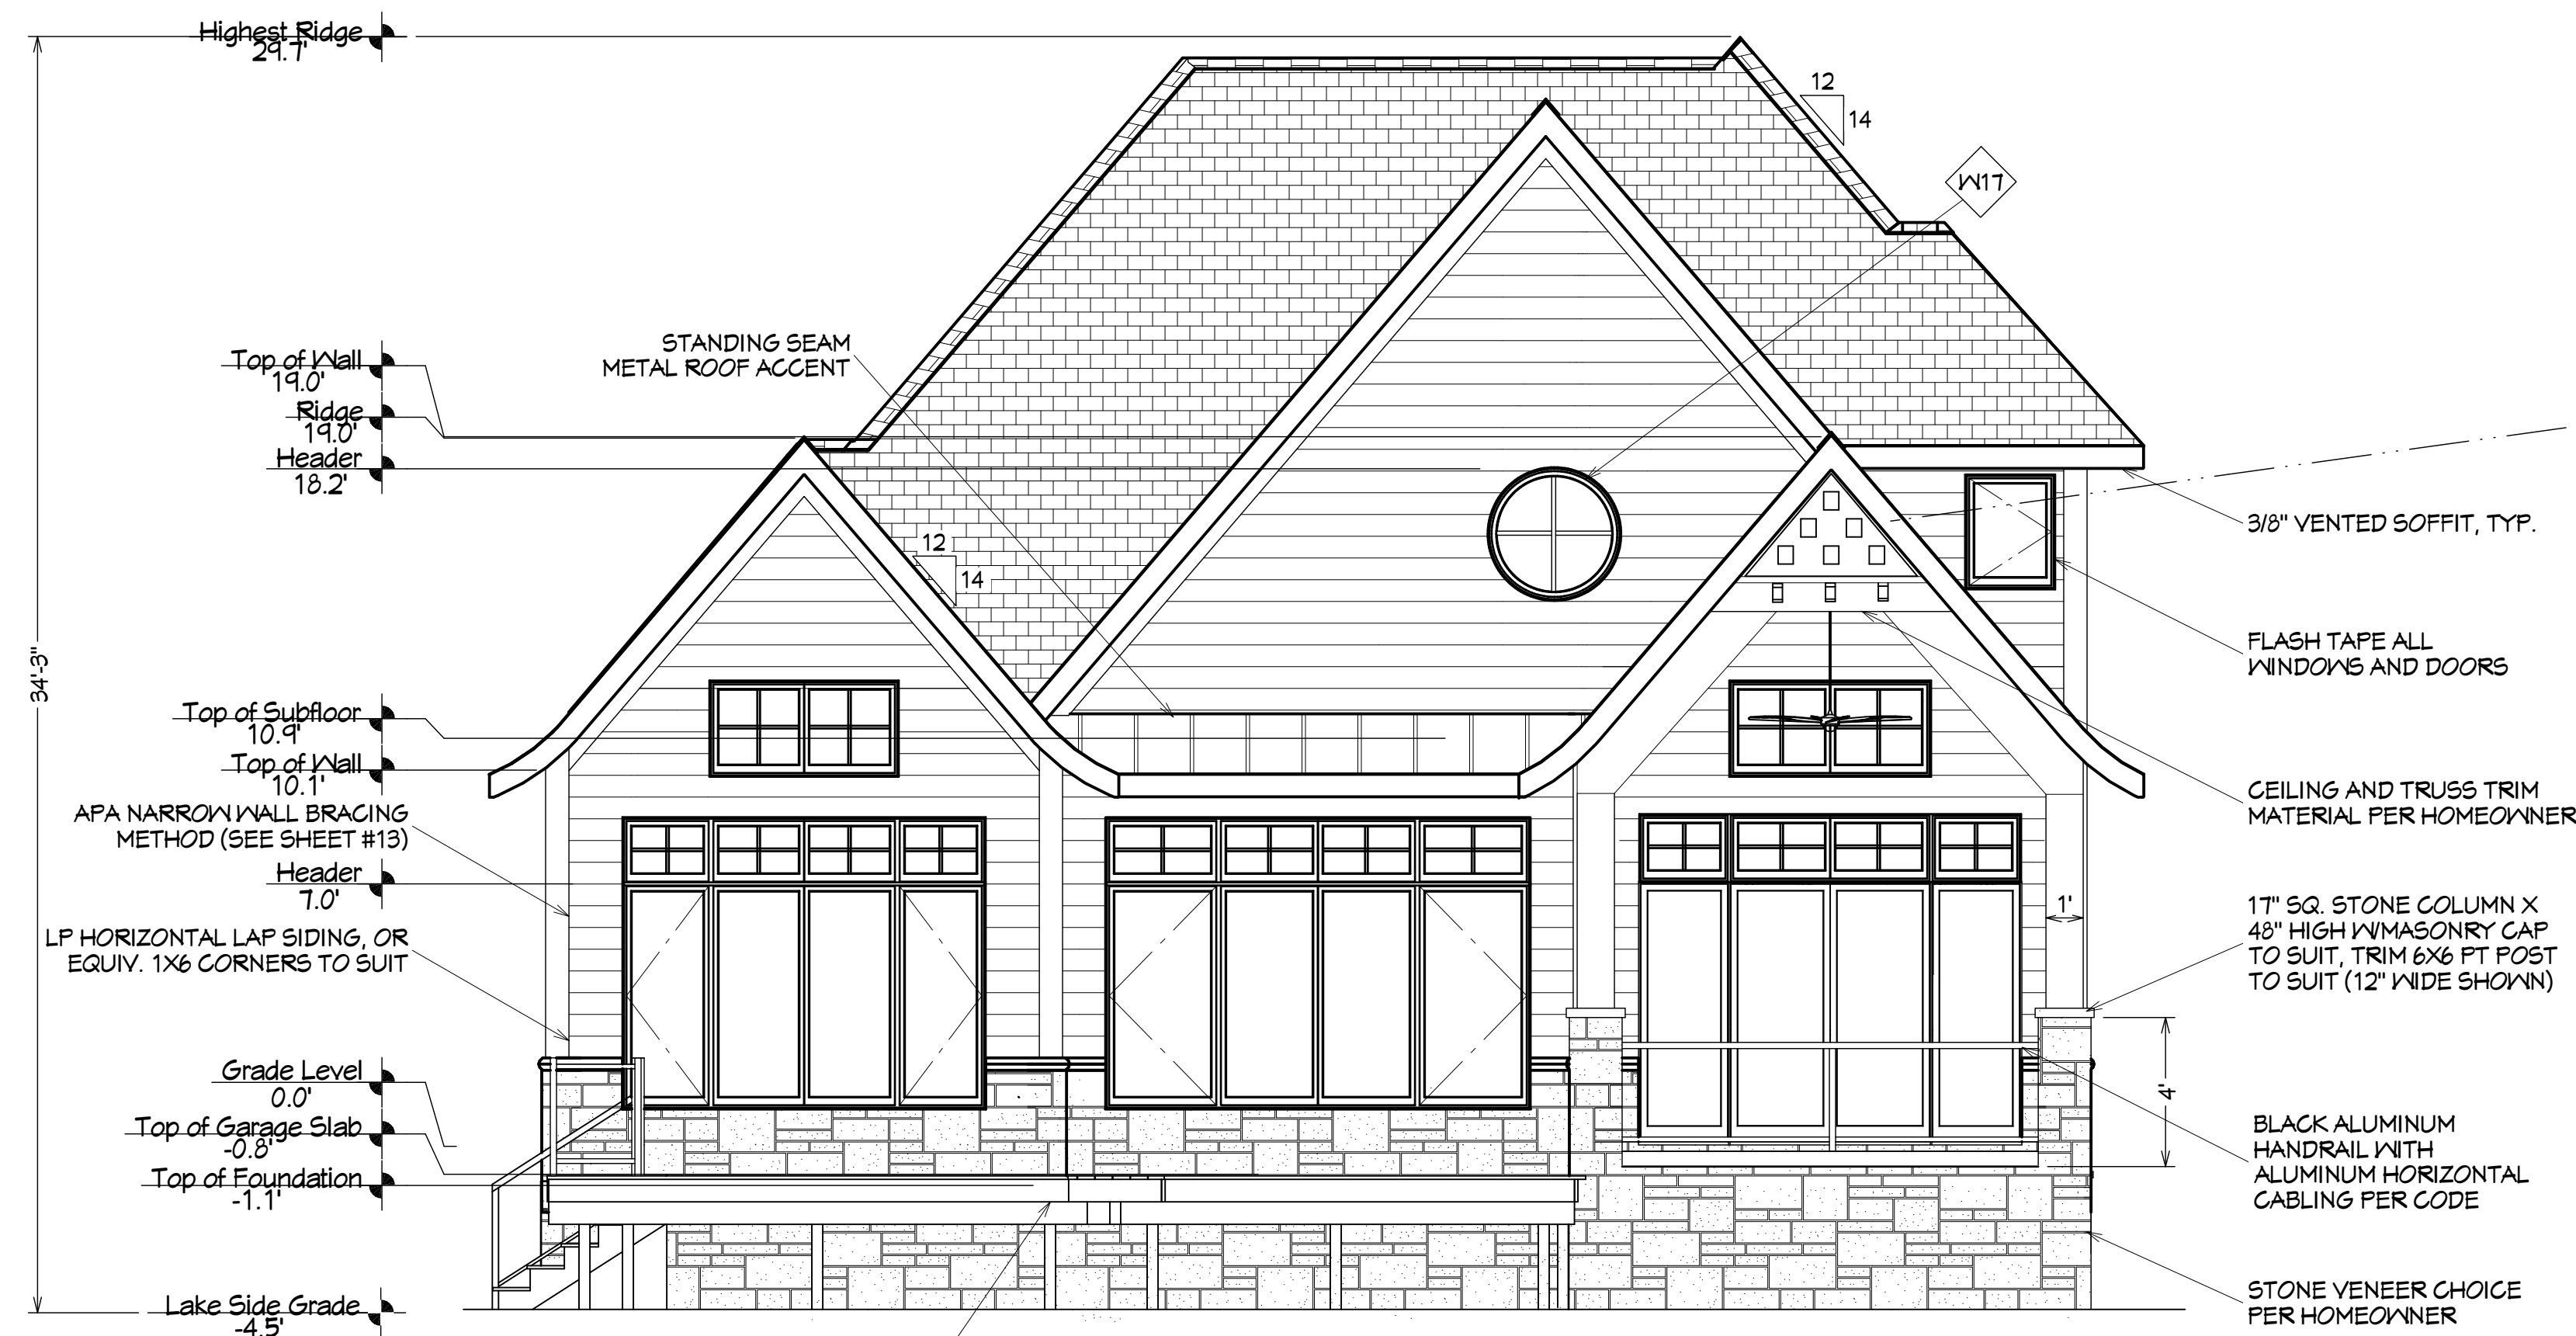 Highest Ridge
29.7'
12
14
W17
STANDING SEAM
METAL ROOF ACCENT
Top of Wall
19.0'
Ridge
19.0'
Header
18.2'
3/8" VENTED SOFFIT, TYP.
12
14
FLASH TAPE ALL
WINDOWS AND DOORS
34'-3"
Top of Subfloor
10.9'
Top of Wall
10.1'
CEILING AND TRUSS TRIM
MATERIAL PER HOMEOWNER
APA NARROW WALL BRACING
METHOD (SEE SHEET #13)
Header
7.0'
1'
17" SQ. STONE COLUMN X
48" HIGH W/MASONRY CAP
TO SUIT, TRIM 6X6 PT POST
TO SUIT (12" WIDE SHOWN)
LP HORIZONTAL LAP SIDING, OR
EQUIV. 1X6 CORNERS TO SUIT
Grade Level
0.0'
4'
Top of Garage Slab
-0.8'
BLACK ALUMINUM
HANDRAIL WITH
ALUMINUM HORIZONTAL
CABLING PER CODE
Top of Foundation
-1.1'
STONE VENEER CHOICE
PER HOMEOWNER
Lake Side Grade
-4.5'